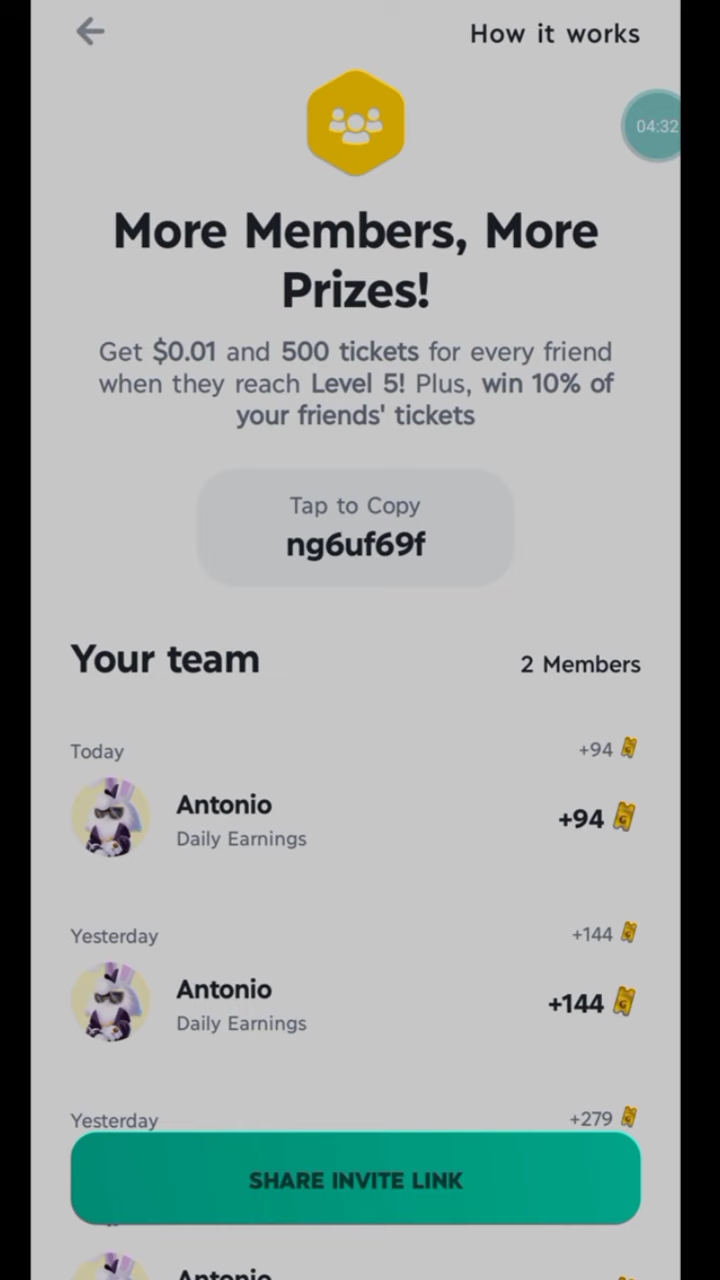 How it works
04:32
More Members, More
Prizes!
Get $0.01 and 500 tickets for every friend
when they reach Level 5! Plus, win 10% of
your friends' tickets
Tap to Copy
ng6uf69f
Your team
2 Members
Today
+94
Antonio
+94
Daily Earnings
Yesterday
+144
Antonio
+144
Daily Earnings
Yesterday
+279
SHARE INVITE LINK
Antonio